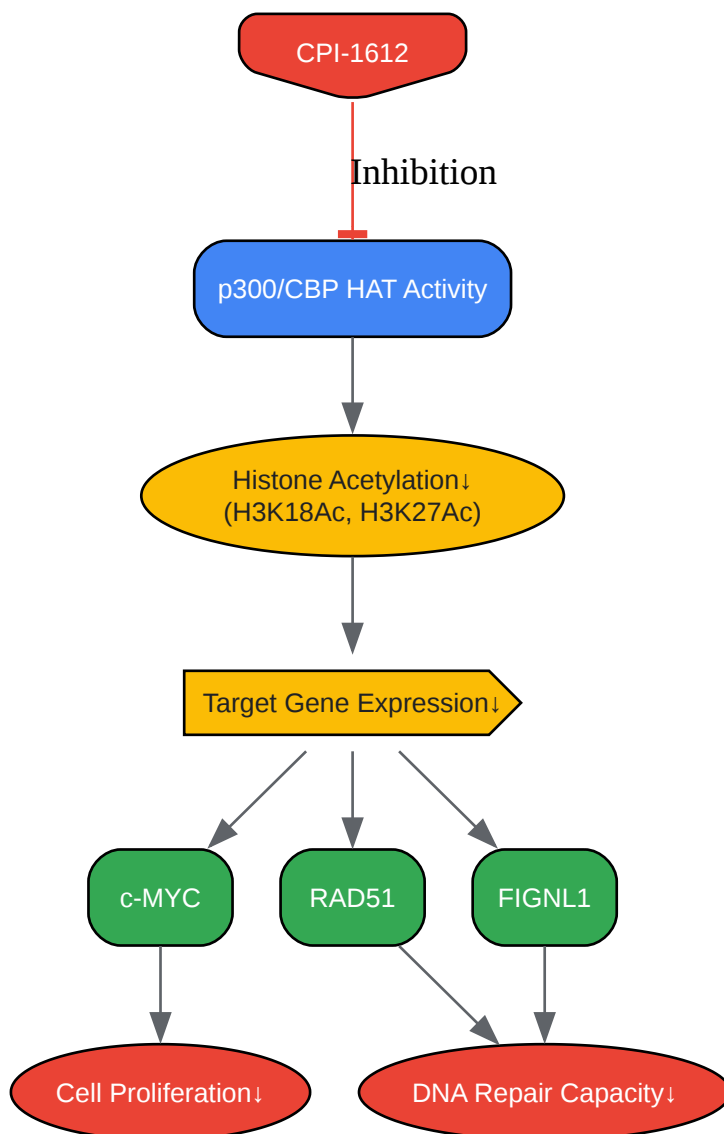 CPI-1612
Inhibition
p300/CBP HAT Activity
Histone Acetylation↓
(H3K18Ac, H3K27Ac)
Target Gene Expression↓
c-MYC
RAD51
FIGNL1
Cell Proliferation↓
DNA Repair Capacity↓